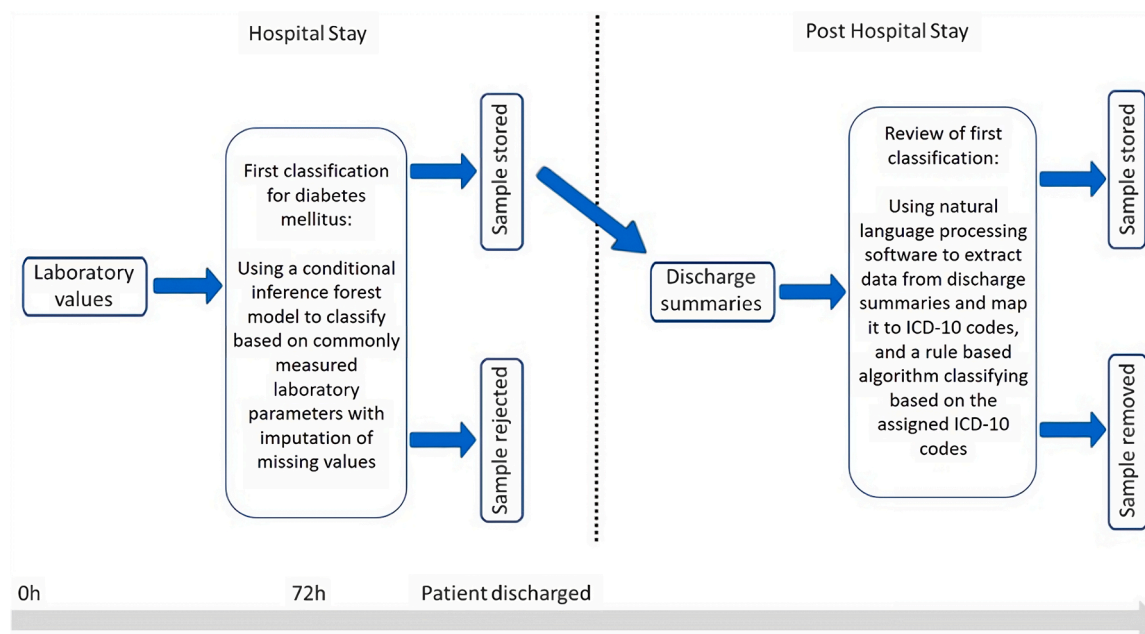 Hospital Stay
Post Hospital Stay
Laboratory
values
First classification
for diabetes
mellitus:
Using a conditional
inference forest
model to classify
based on commonly
measured
laboratory
parameters with
imputation of
missing values
Sample stored
Sample rejected
Discharge
summaries
Review of first
classification:
Using natural
language processing
software to extract
data from discharge
summaries and map
it to ICD-10 codes,
and a rule based
algorithm classifying
based on the
assigned ICD-10
codes
Sample stored
Sample removed
0h
72h
Patient discharged